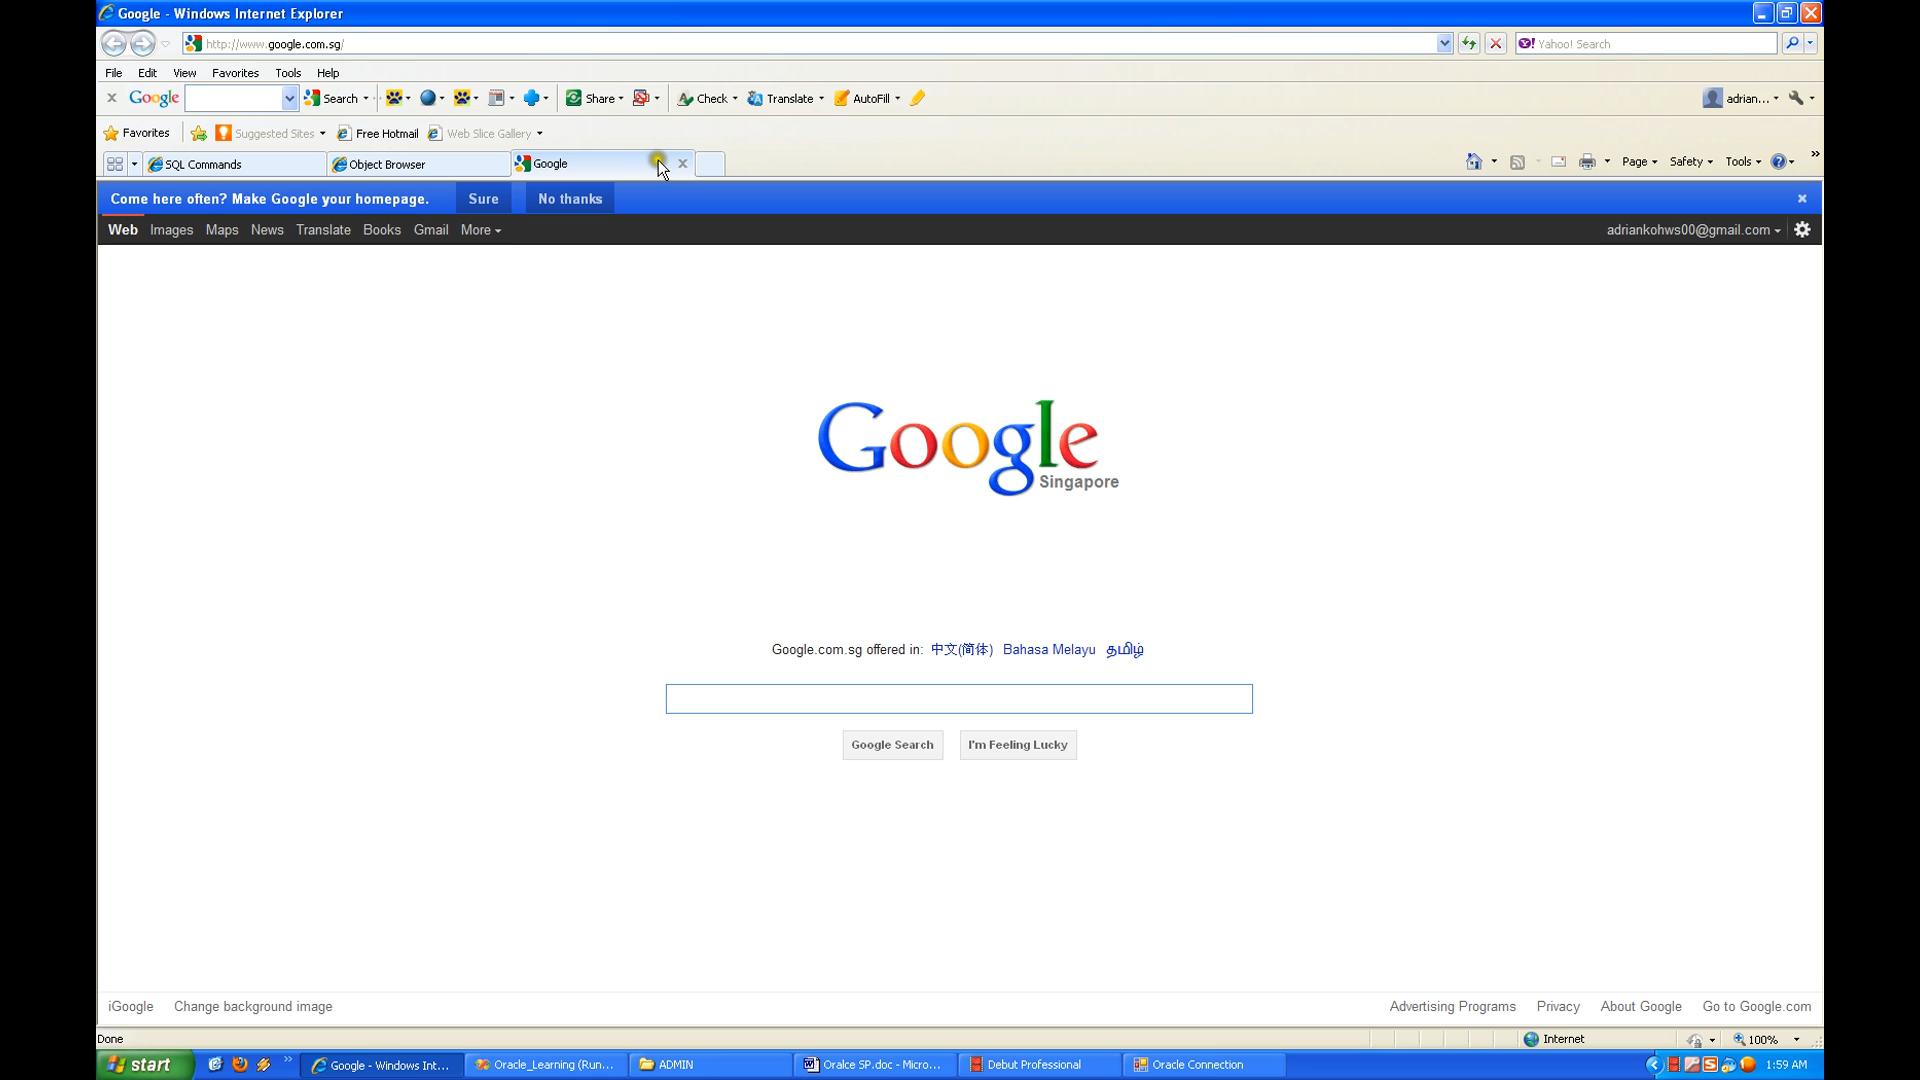 Google - Windows Internet Explorer
http://www.google.com.sg/
Yahoo! Search
File Edit View Favorites Tools Help
Google Search Share Check Translate AutoFill adrian...
Favorites Suggested Sites Free Hotmail Web Slice Gallery
SQL Commands Object Browser Google Page Safety Tools
Come here often? Make Google your homepage. Sure No thanks
Web Images Maps News Translate Books Gmail More adriankohws00@gmail.com
Google
Singapore
Google.com.sg offered in: 中文(简体) Bahasa Melayu தமிழ்
Google Search I'm Feeling Lucky
iGoogle Change background image Advertising Programs Privacy About Google Go to Google.com
Done Internet 100%
start Google - Windows Int... Oracle_Learning (Run... ADMIN Oralce SP.doc - Micro... Debut Professional Oracle Connection 1:59 AM